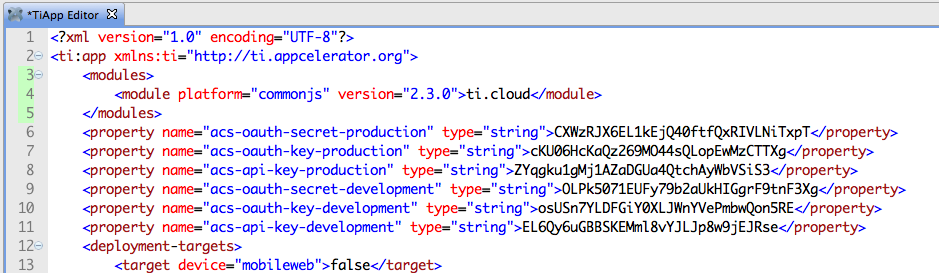 *TiApp Editor
1 <?xml version="1.0" encoding="UTF-8"?>
2 <ti:app xmlns:ti="http://ti.appcelerator.org">
3 <modules>
4 <module platform="commonjs" version="2.3.0">ti.cloud</module>
5 </modules>
6 <property name="acs-oauth-secret-production" type="string">CXWzRJX6EL1kEjQ40ftfQxRIVLNiTxpT</property>
7 <property name="acs-oauth-key-production" type="string">cKU06HcKaQz269MO44sQLopEwMzCTTXg</property>
8 <property name="acs-api-key-production" type="string">ZYqgku1gMj1AZaDGUa4QtchAyWbVSiS3</property>
9 <property name="acs-oauth-secret-development" type="string">OLPk5071EUFy79b2aUkHIGgrF9tnF3Xg</property>
10 <property name="acs-oauth-key-development" type="string">osUSn7YLDFGiY0XLJWnYVePmbwQon5RE</property>
11 <property name="acs-api-key-development" type="string">EL6Qy6uGBBSKEMml8vYJLJp8w9jEJRse</property>
12 <deployment-targets>
13 <target device="mobileweb">false</target>